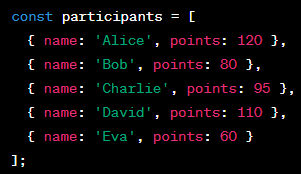 const participants = [
  { name: 'Alice', points: 120 },
  { name: 'Bob', points: 80 },
  { name: 'Charlie', points: 95 },
  { name: 'David', points: 110 },
  { name: 'Eva', points: 60 }
];